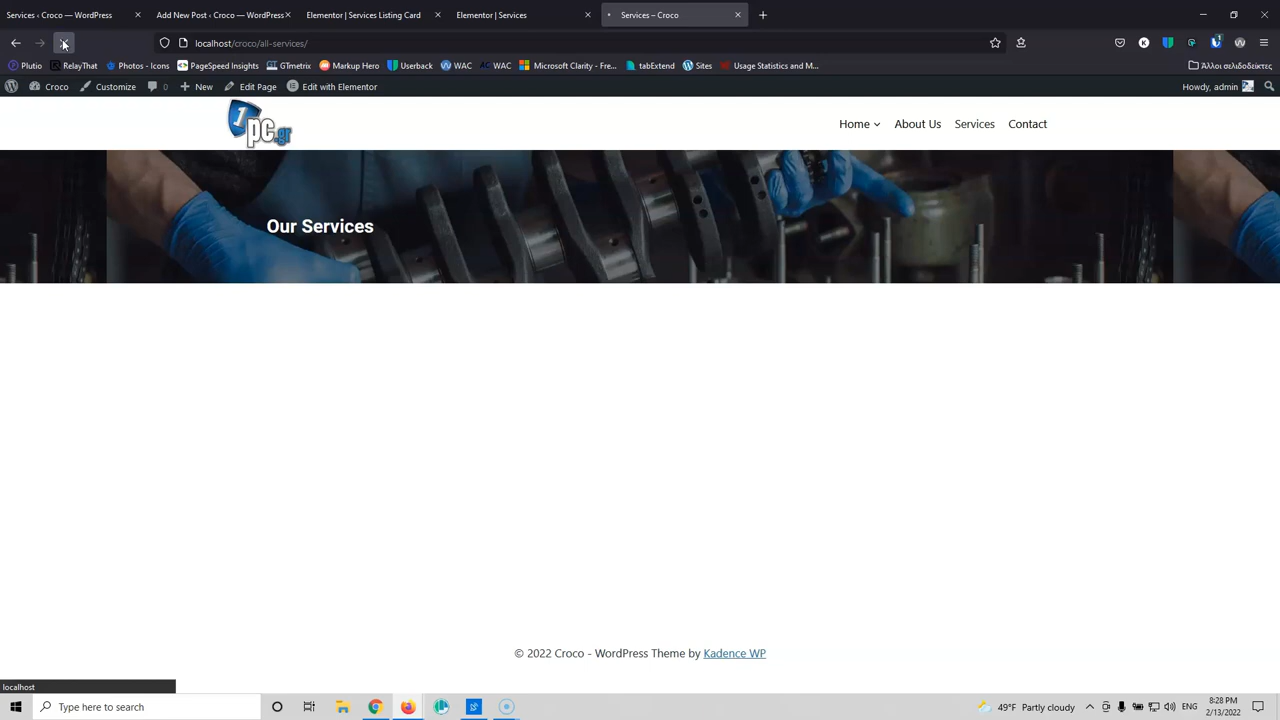 Services ‹ Croco — WordPress
Add New Post ‹ Croco — WordPress
Elementor | Services Listing Card
Elementor | Services
Services – Croco
localhost/croco/all-services/
Plutio
RelayThat
Photos - Icons
PageSpeed Insights
GTmetrix
Markup Hero
Userback
WAC
WAC
Microsoft Clarity - Fre...
tabExtend
Sites
Usage Statistics and M...
Άλλοι σελιδοδείκτες
Croco
Customize
0
New
Edit Page
Edit with Elementor
Howdy, admin
1pc.gr
Home
About Us
Services
Contact
Our Services
© 2022 Croco - WordPress Theme by Kadence WP
localhost
Type here to search
49°F Partly cloudy
ENG
8:28 PM
2/13/2022